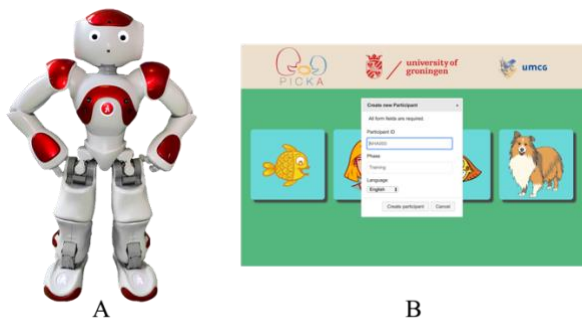 PICKA
university of
groningen
umcg
Create new Participant
All form fields are required.
Participant ID
Phase
Training
Language
English
Create participant Cancel
A B